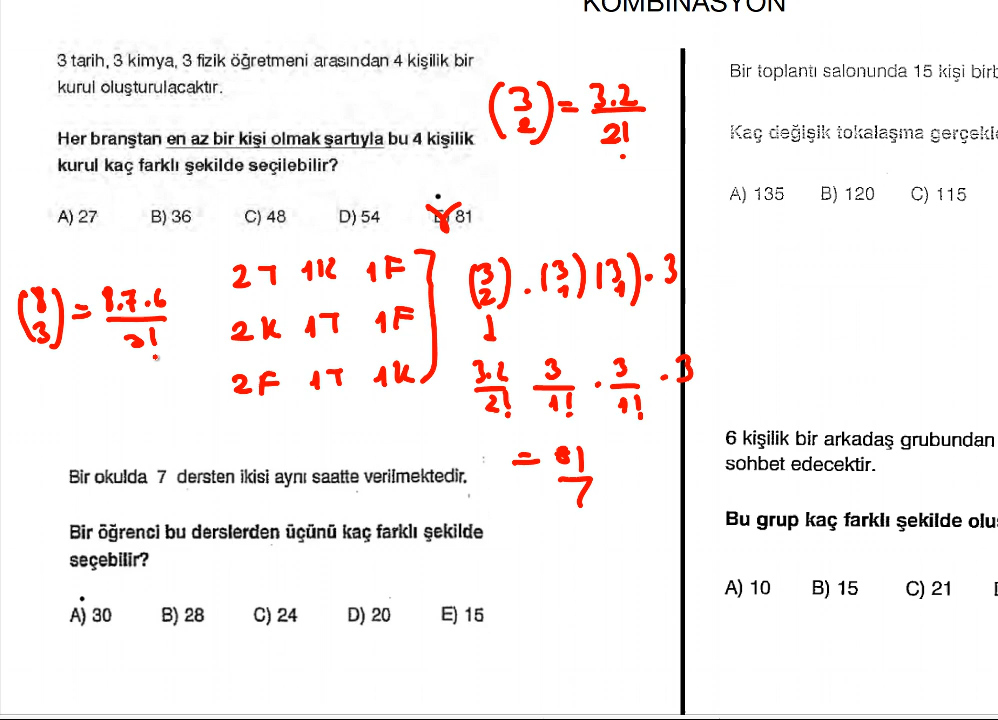 KOMBİNASYON
3 tarih, 3 kimya, 3 fizik öğretmeni arasından 4 kişilik bir
kurul oluşturulacaktır.
Her branştan en az bir kişi olmak şartıyla bu 4 kişilik
kurul kaç farklı şekilde seçilebilir?
A) 27 B) 36 C) 48 D) 54 81
(3 2) = 3.2 / 2!
(8 3) = 8.7.6 / 3!
2T 1K 1F
2K 1T 1F
2F 1T 1K
(3 2) . (3 1) (3 1) . 3
3.2 / 2! 3 / 1! . 3 / 1! . 3
= 81
Bir okulda 7 dersten ikisi aynı saatte verilmektedir.
Bir öğrenci bu derslerden üçünü kaç farklı şekilde
seçebilir?
A) 30 B) 28 C) 24 D) 20 E) 15
Bir toplantı salonunda 15 kişi
Kaç değişik tokalaşma
A) 135 B) 120 C) 115
6 kişilik bir arkadaş grubundan
sohbet edecektir.
Bu grup kaç farklı şekilde
A) 10 B) 15 C) 21